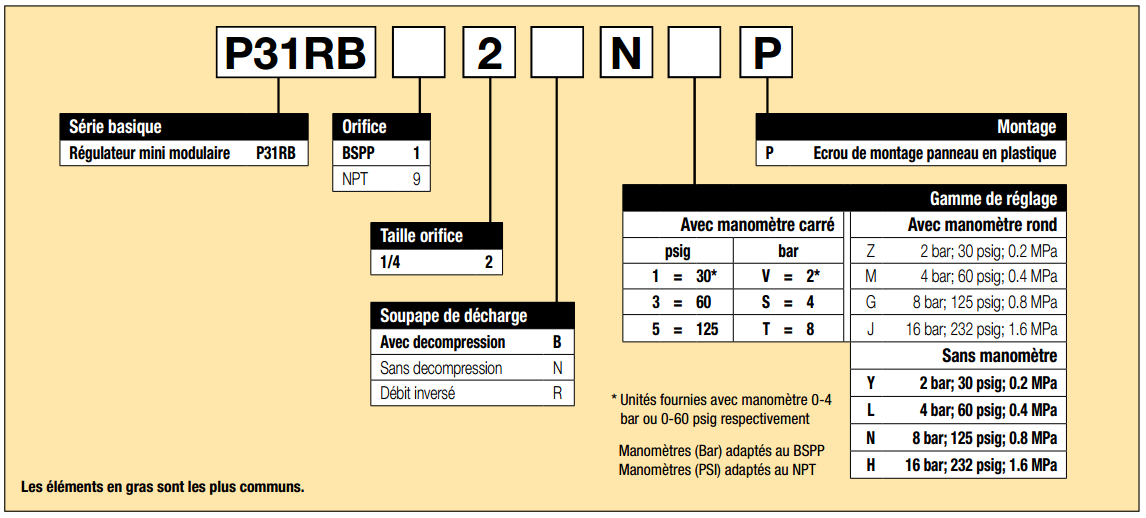 P31RB 2 N P
Série basique
Régulateur mini modulaire P31RB
Orifice
BSPP 1
NPT 9
Taille orifice
1/4 2
Soupape de décharge
Avec decompression B
Sans decompression N
Débit inversé R
Montage
P Ecrou de montage panneau en plastique
Gamme de réglage
Avec manomètre carré
psig bar
1 = 30* V = 2*
3 = 60 S = 4
5 = 125 T = 8
Avec manomètre rond
Z 2 bar; 30 psig; 0.2 MPa
M 4 bar; 60 psig; 0.4 MPa
G 8 bar; 125 psig; 0.8 MPa
J 16 bar; 232 psig; 1.6 MPa
Sans manomètre
Y 2 bar; 30 psig; 0.2 MPa
L 4 bar; 60 psig; 0.4 MPa
N 8 bar; 125 psig; 0.8 MPa
H 16 bar; 232 psig; 1.6 MPa
* Unités fournies avec manomètre 0-4
bar ou 0-60 psig respectivement
Manomètres (Bar) adaptés au BSPP
Manomètres (PSI) adaptés au NPT
Les éléments en gras sont les plus communs.